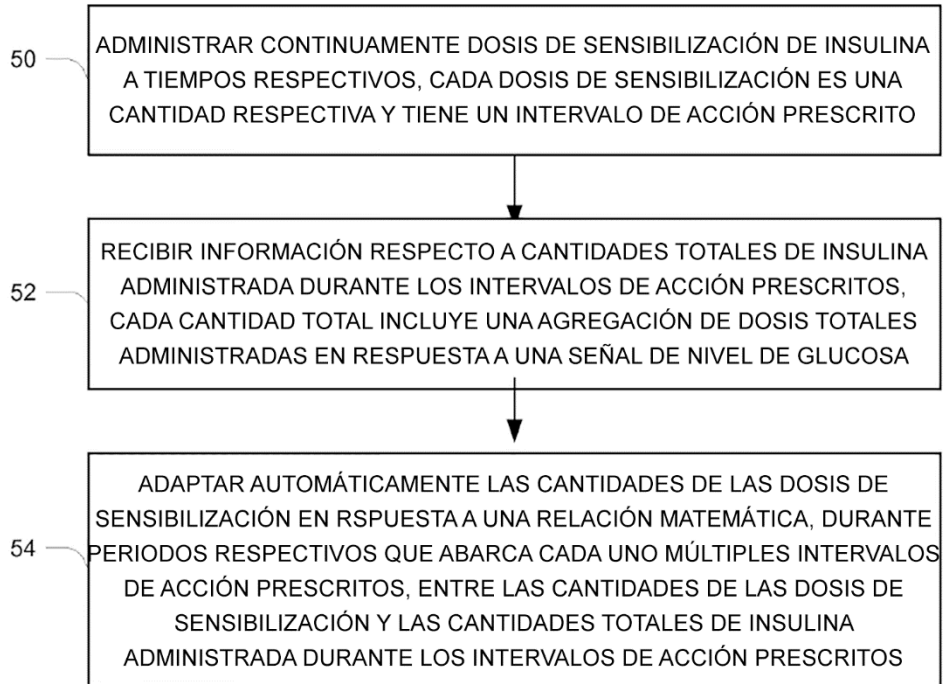 50
ADMINISTRAR CONTINUAMENTE DOSIS DE SENSIBILIZACIÓN DE INSULINA
A TIEMPOS RESPECTIVOS, CADA DOSIS DE SENSIBILIZACIÓN ES UNA
CANTIDAD RESPECTIVA Y TIENE UN INTERVALO DE ACCIÓN PRESCRITO
52
RECIBIR INFORMACIÓN RESPECTO A CANTIDADES TOTALES DE INSULINA
ADMINISTRADA DURANTE LOS INTERVALOS DE ACCIÓN PRESCRITOS,
CADA CANTIDAD TOTAL INCLUYE UNA AGREGACIÓN DE DOSIS TOTALES
ADMINISTRADAS EN RESPUESTA A UNA SEÑAL DE NIVEL DE GLUCOSA
54
ADAPTAR AUTOMÁTICAMENTE LAS CANTIDADES DE LAS DOSIS DE
SENSIBILIZACIÓN EN RSPUESTA A UNA RELACIÓN MATEMÁTICA, DURANTE
PERIODOS RESPECTIVOS QUE ABARCA CADA UNO MÚLTIPLES INTERVALOS
DE ACCIÓN PRESCRITOS, ENTRE LAS CANTIDADES DE LAS DOSIS DE
SENSIBILIZACIÓN Y LAS CANTIDADES TOTALES DE INSULINA
ADMINISTRADA DURANTE LOS INTERVALOS DE ACCIÓN PRESCRITOS